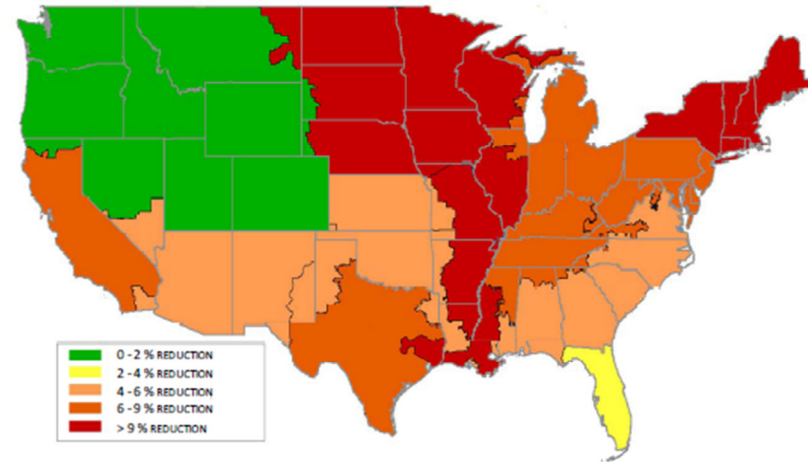 0 - 2 % REDUCTION
2 - 4 % REDUCTION
4 - 6 % REDUCTION
6 - 9 % REDUCTION
> 9 % REDUCTION